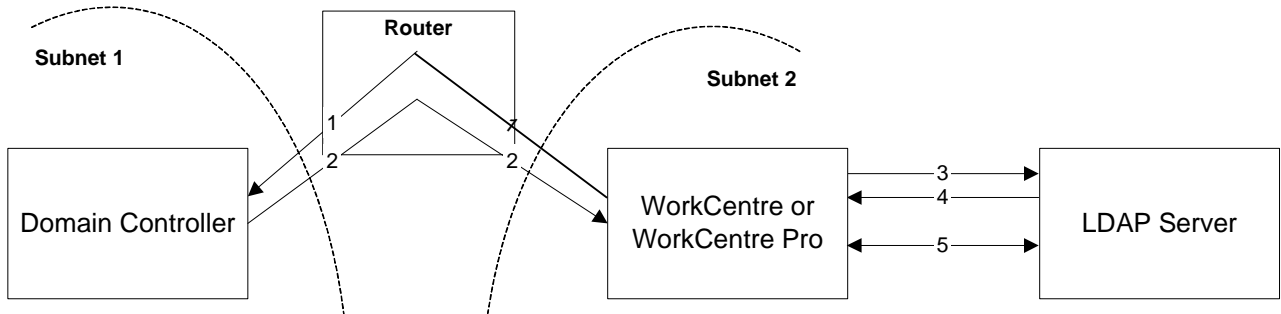 Router
Subnet 1
Subnet 2
1
2
2
3
4
5
Domain Controller
WorkCentre or
WorkCentre Pro
LDAP Server